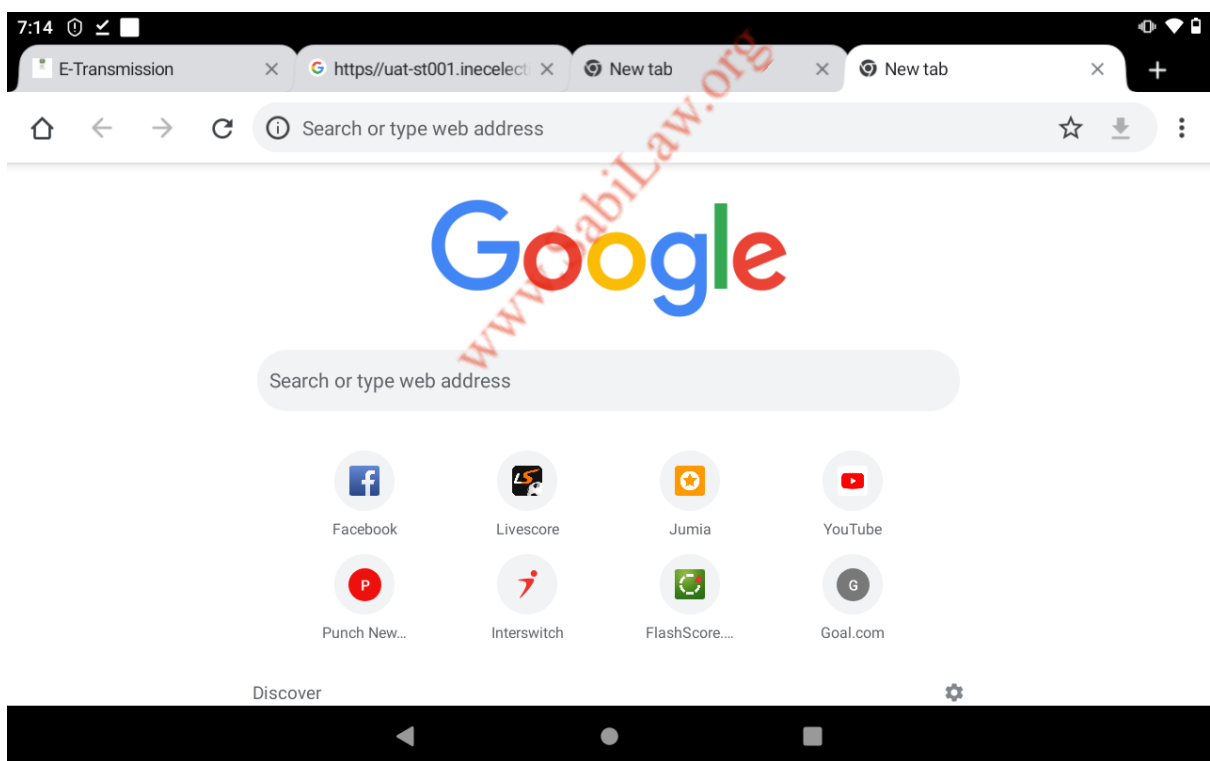 7:14
E-Transmission
https//uat-st001.inecelect
New tab
New tab
Search or type web address
www.SabiLaw.org
Google
Search or type web address
Facebook Livescore Jumia YouTube
P G
Punch New... Interswitch FlashScore.... Goal.com
Discover